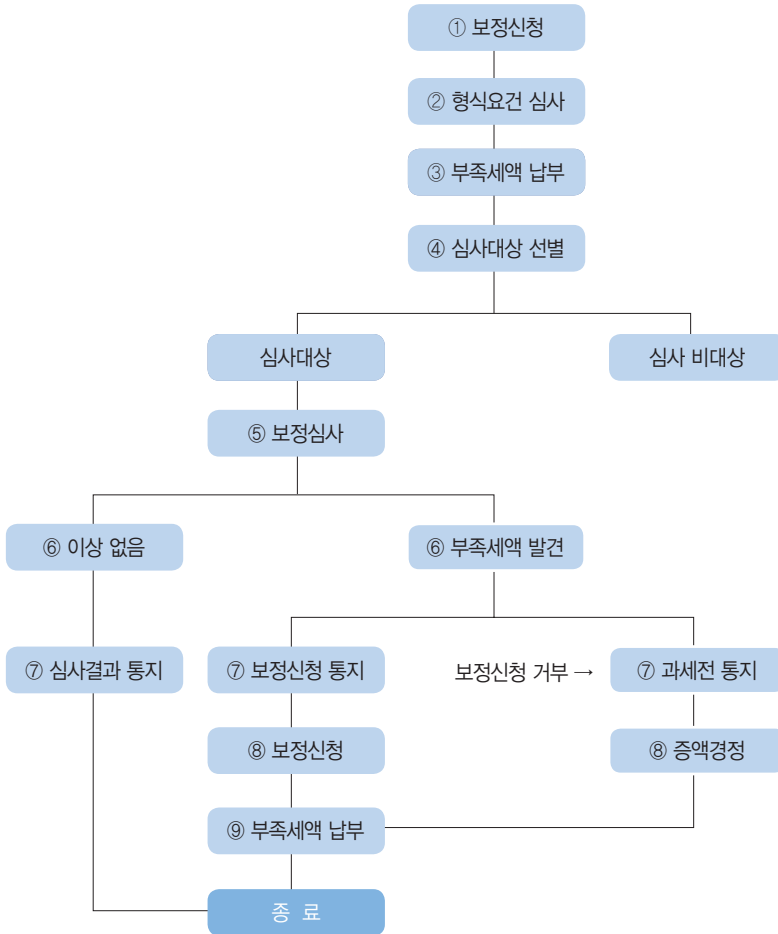 ① 보정신청
② 형식요건 심사
③ 부족세액 납부
④ 심사대상 선별
심사대상
심사 비대상
⑤ 보정심사
⑥ 이상 없음
⑥ 부족세액 발견
⑦ 심사결과 통지
⑦ 보정신청 통지
보정신청 거부 →
⑦ 과세전 통지
⑧ 보정신청
⑧ 증액경정
⑨ 부족세액 납부
종 료